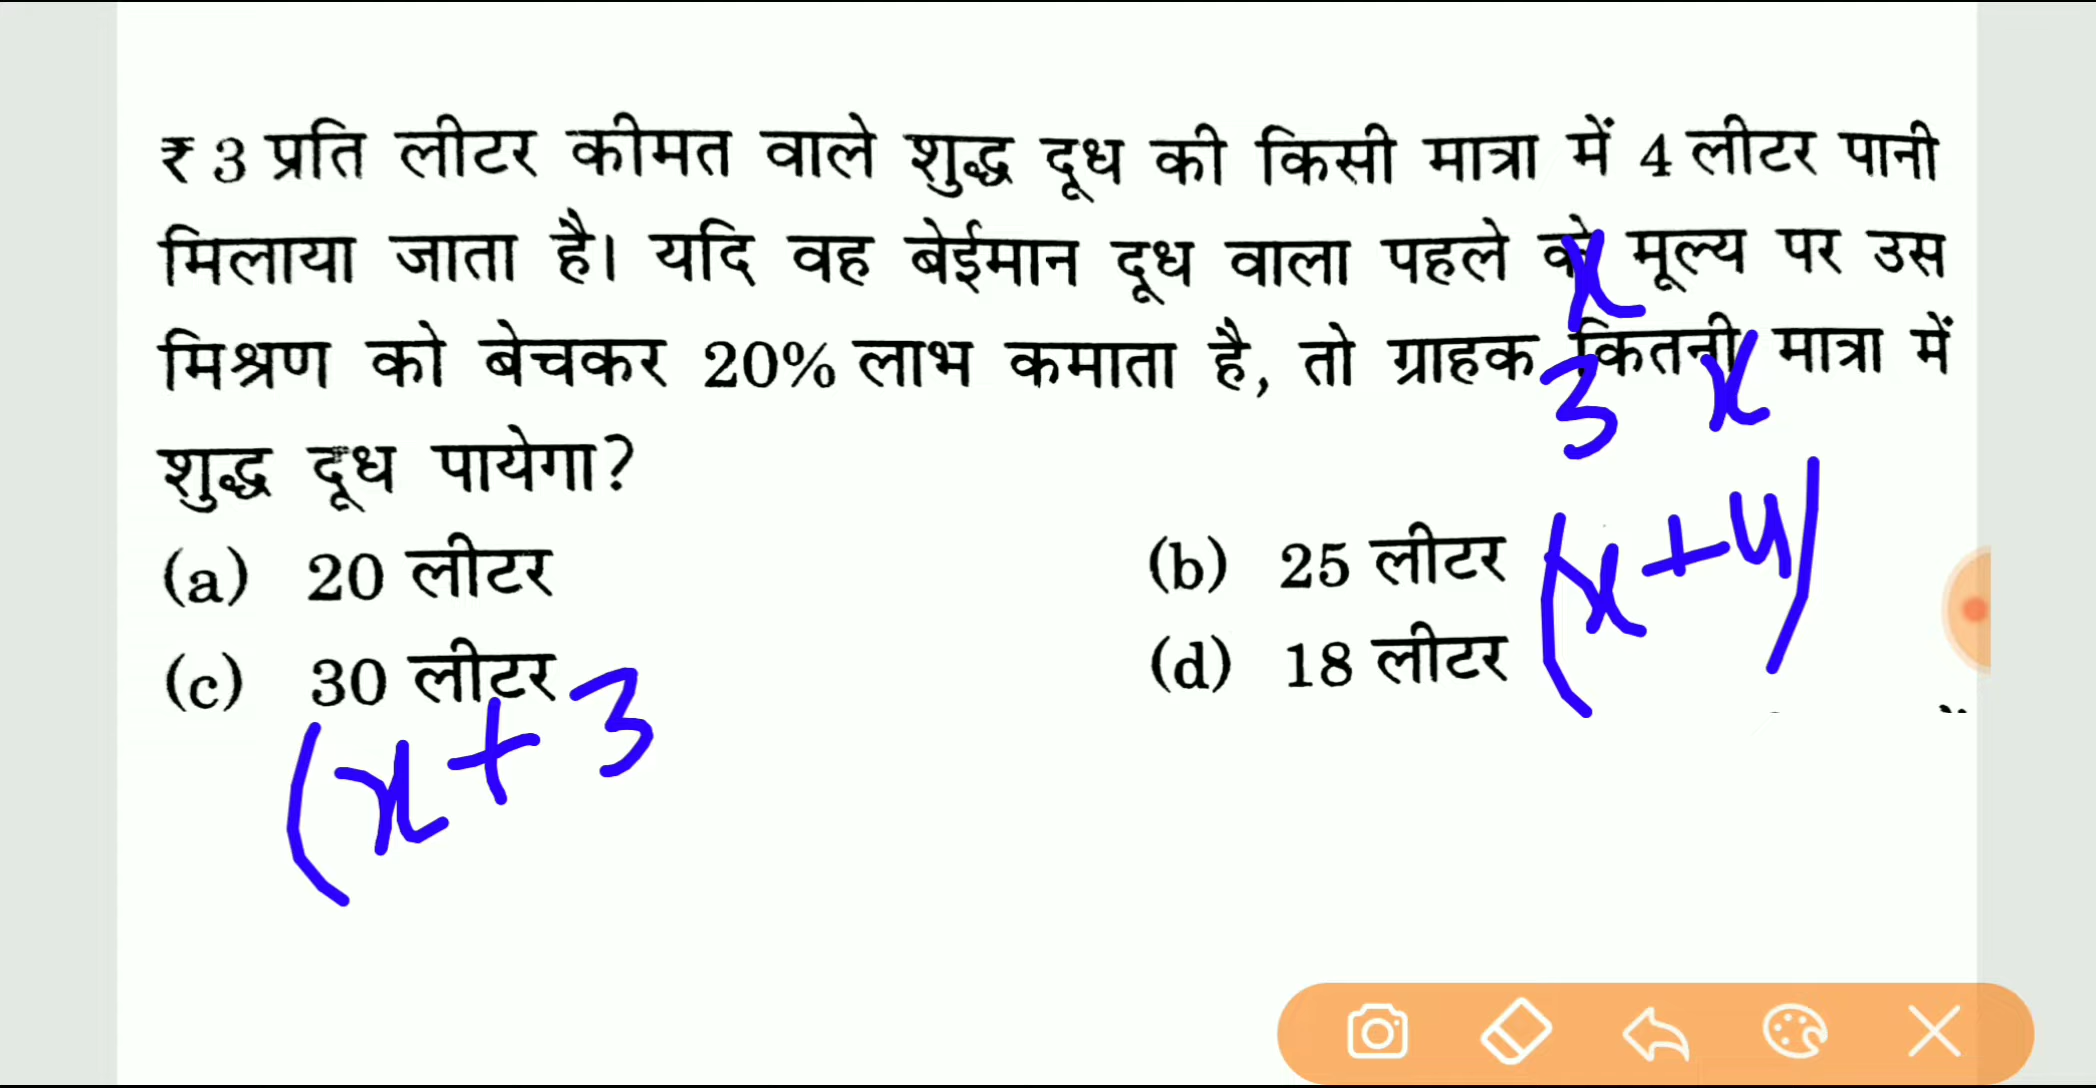 ₹ 3 प्रति लीटर कीमत वाले शुद्ध दूध की किसी मात्रा में 4 लीटर पानी
मिलाया जाता है। यदि वह बेईमान दूध वाला पहले के मूल्य पर उस
x
मिश्रण को बेचकर 20% लाभ कमाता है, तो ग्राहक कितनी मात्रा में
3 x
शुद्ध दूध पायेगा?
(a) 20 लीटर (b) 25 लीटर
(x+4)
(c) 30 लीटर (d) 18 लीटर
(x+3